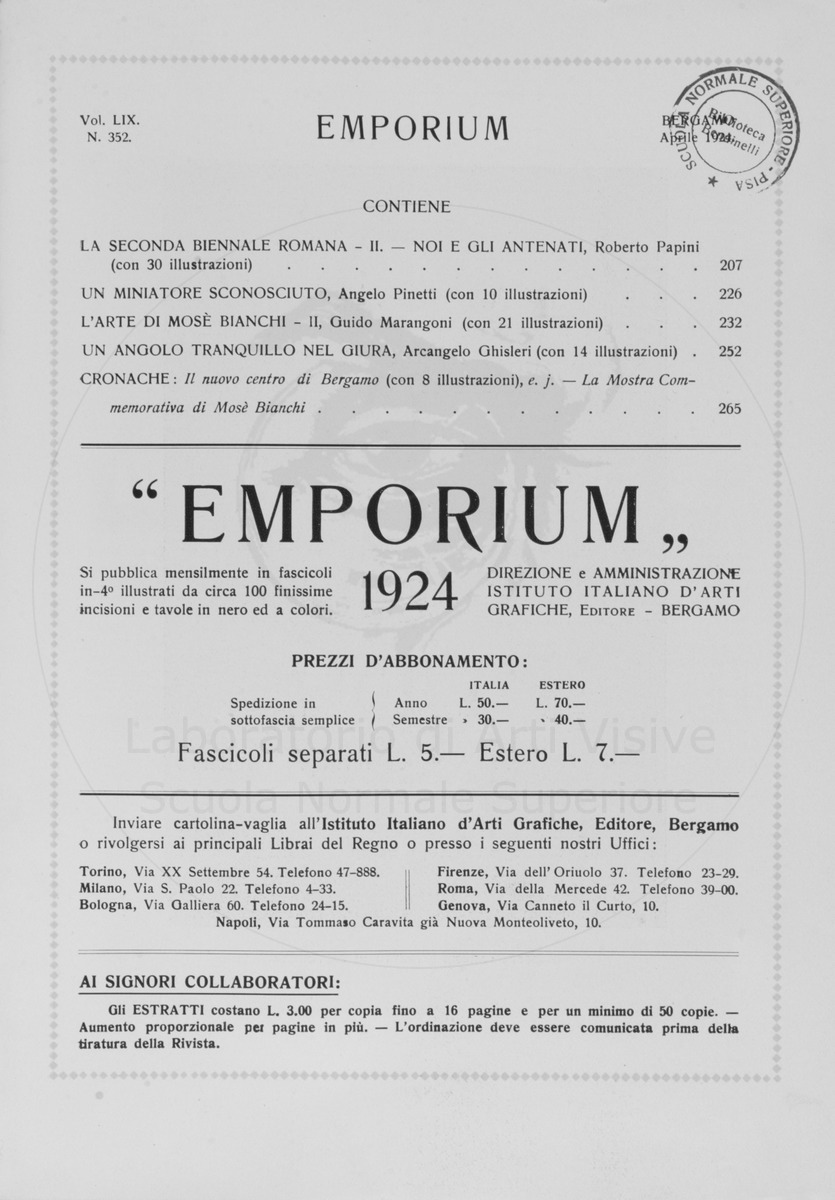 Vol. LIX.
N. 352.
EMPORIUM
BERGAMO
Aprile 1924
SCUOLA NORMALE SUPERIORE - PISA
Biblioteca
CONTIENE
LA SECONDA BIENNALE ROMANA - II. — NOI E GLI ANTENATI, Roberto Papini
(con 30 illustrazioni) . . . . . . . . . . . . . 207
UN MINIATORE SCONOSCIUTO, Angelo Pinetti (con 10 illustrazioni) . . . 226
L'ARTE DI MOSÈ BIANCHI - II, Guido Marangoni (con 21 illustrazioni) . . . 232
UN ANGOLO TRANQUILLO NEL GIURA, Arcangelo Ghisleri (con 14 illustrazioni) . 252
CRONACHE: Il nuovo centro di Bergamo (con 8 illustrazioni), e. j. — La Mostra Com-
memorativa di Mosè Bianchi . . . . . . . . . . . . 265
“ EMPORIUM „
Si pubblica mensilmente in fascicoli
in-4º illustrati da circa 100 finissime
incisioni e tavole in nero ed a colori.
1924
DIREZIONE e AMMINISTRAZIONE
ISTITUTO ITALIANO D'ARTI
GRAFICHE, EDITORE - BERGAMO
PREZZI D'ABBONAMENTO:
ITALIA ESTERO
Spedizione in Anno L. 50.— L. 70.—
sottofascia semplice Semestre » 30.— » 40.—
Laboratorio di Arti Visive
Fascicoli separati L. 5.— Estero L. 7.—
Scuola Normale Superiore
Inviare cartolina-vaglia all'Istituto Italiano d'Arti Grafiche, Editore, Bergamo
o rivolgersi ai principali Librai del Regno o presso i seguenti nostri Uffici:
Torino, Via XX Settembre 54. Telefono 47-888.
Milano, Via S. Paolo 22. Telefono 4-33.
Bologna, Via Galliera 60. Telefono 24-15.
Firenze, Via dell'Oriuolo 37. Telefono 23-29.
Roma, Via della Mercede 42. Telefono 39-00.
Genova, Via Canneto il Curto, 10.
Napoli, Via Tommaso Caravita già Nuova Monteoliveto, 10.
AI SIGNORI COLLABORATORI:
Gli ESTRATTI costano L. 3.00 per copia fino a 16 pagine e per un minimo di 50 copie. —
Aumento proporzionale per pagine in più. — L'ordinazione deve essere comunicata prima della
tiratura della Rivista.